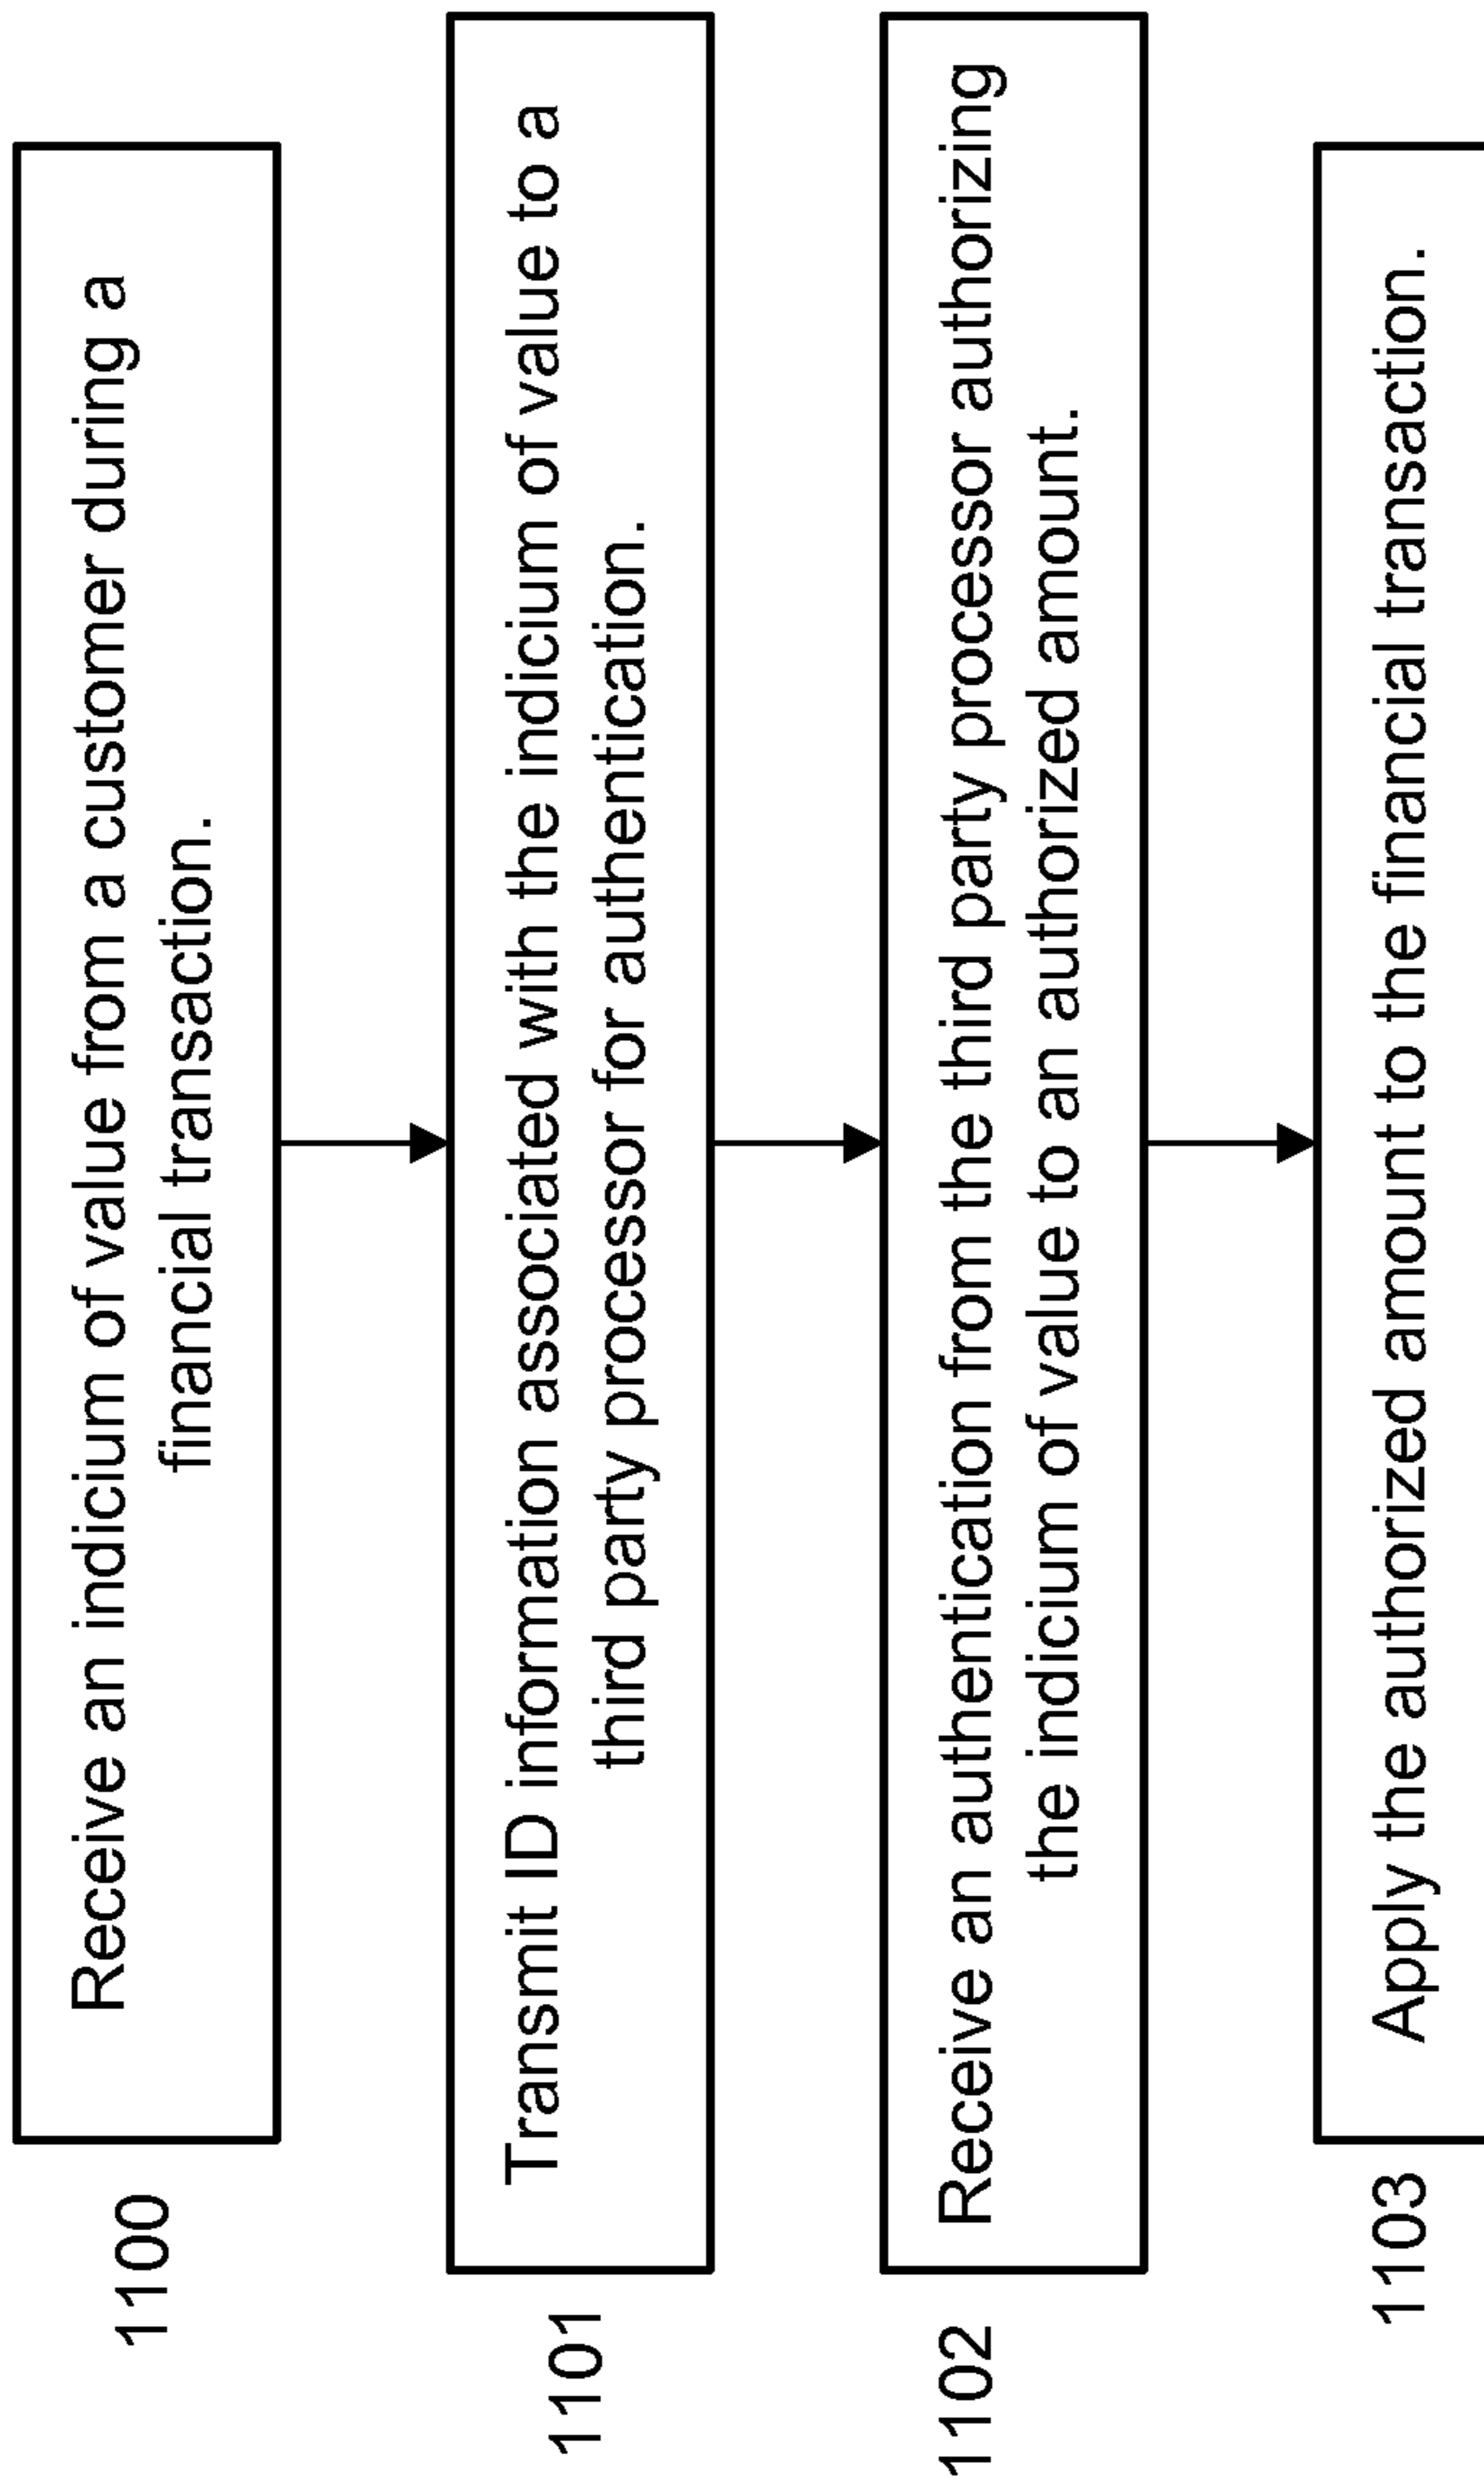 1100
Receive an indicium of value from a customer during a
financial transaction.
1101
Transmit ID information associated with the indicium of value to a
third party processor for authentication.
1102
Receive an authentication from the third party processor authorizing
the indicium of value to an authorized amount.
1103
Apply the authorized amount to the financial transaction.